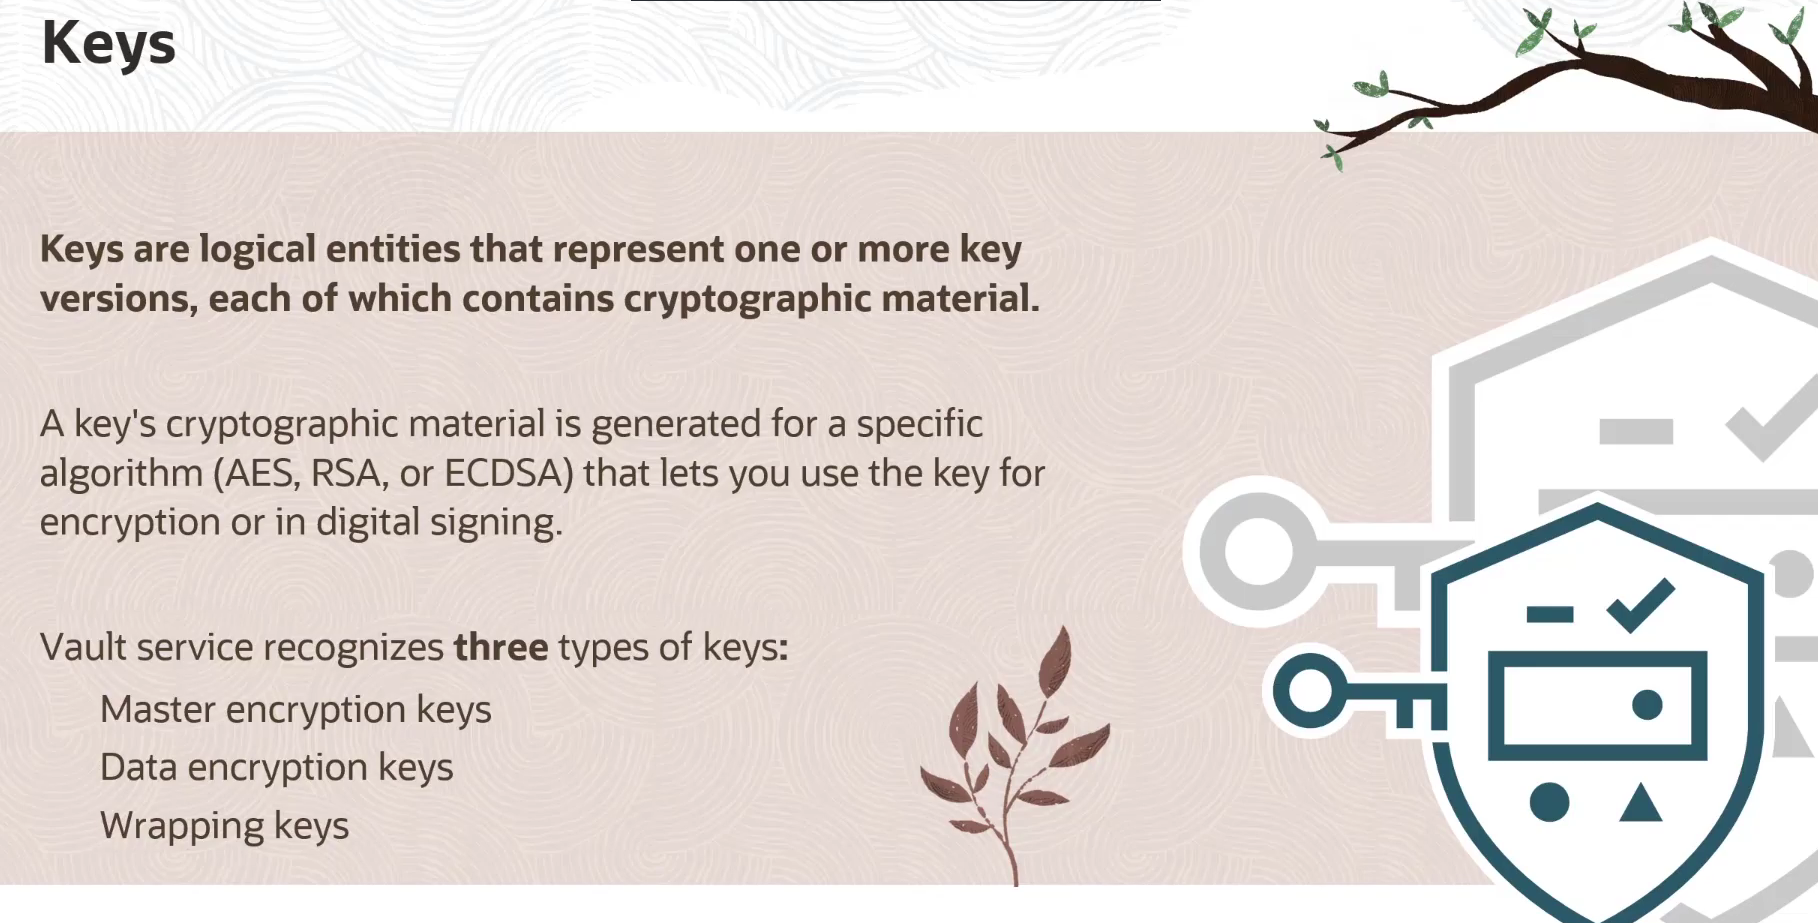 Keys
Keys are logical entities that represent one or more key
versions, each of which contains cryptographic material.
A key's cryptographic material is generated for a specific
algorithm (AES, RSA, or ECDSA) that lets you use the key for
encryption or in digital signing.
Vault service recognizes three types of keys:
Master encryption keys
Data encryption keys
Wrapping keys